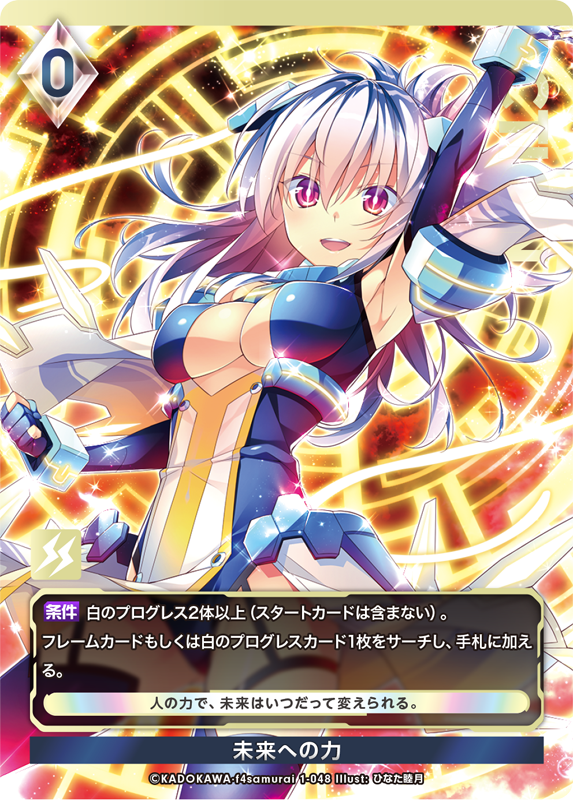 0
条件 白のプログレス2体以上(スタートカードは含まない)。
フレームカードもしくは白のプログレスカード1枚をサーチし、手札に加え
る。
人の力で、未来はいつだって変えられる。
未来への力
©KADOKAWA-f4samurai 1-048 Illust: ひなた睦月